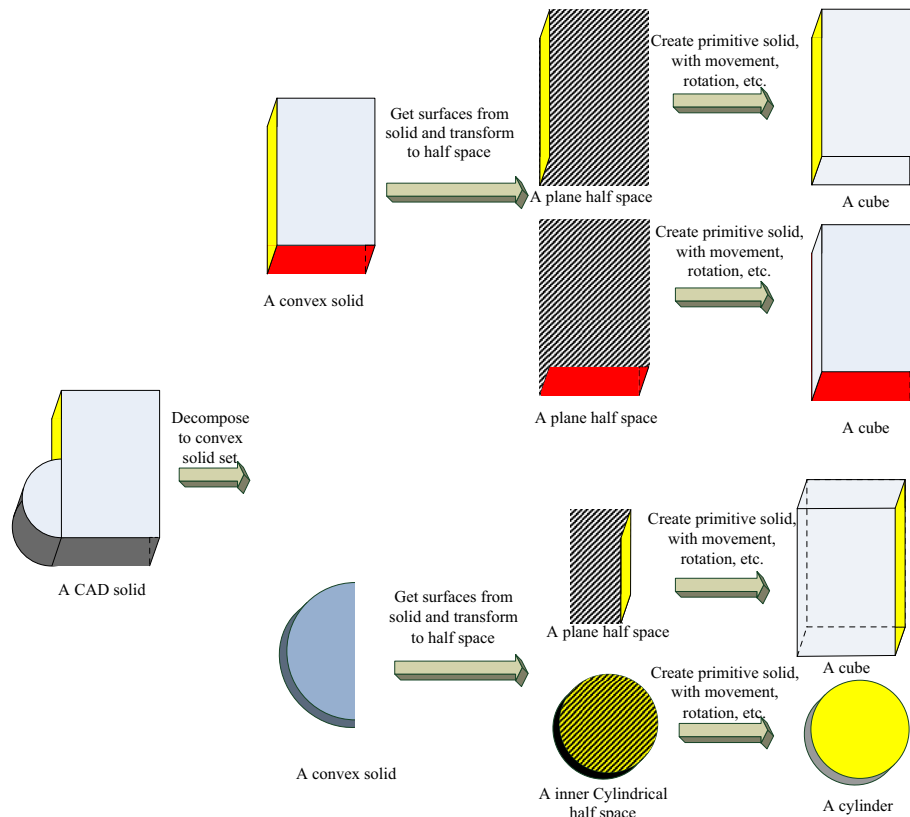 Create primitive solid,
with movement,
rotation, etc.
Get surfaces from
solid and transform
to half space
A plane half space
A cube
Create primitive solid,
with movement,
rotation, etc.
A convex solid
A plane half space
A cube
Decompose
to convex
solid set
A CAD solid
Create primitive solid,
with movement,
rotation, etc.
Get surfaces from
solid and transform
to half space
A plane half space
A cube
Create primitive solid,
with movement,
rotation, etc.
A convex solid
A inner Cylindrical
half space
A cylinder